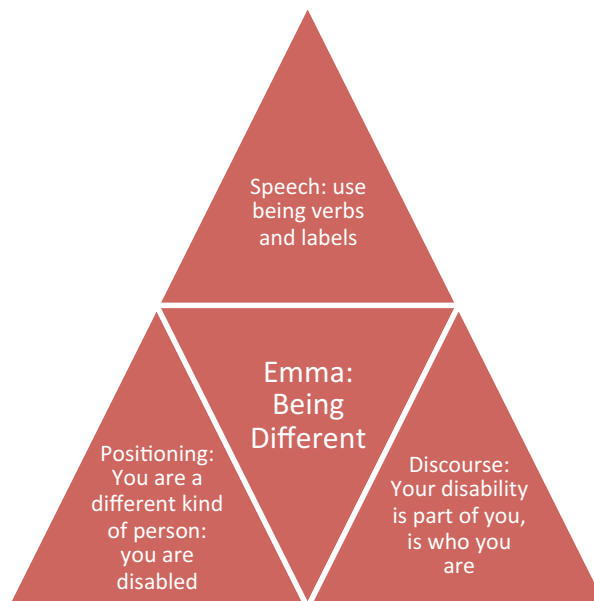 Speech: use
being verbs
and labels
Emma:
Being
Different
Positioning:
You are a
different kind
of person:
you are
disabled
Discourse:
Your disability
is part of you,
is who you
are